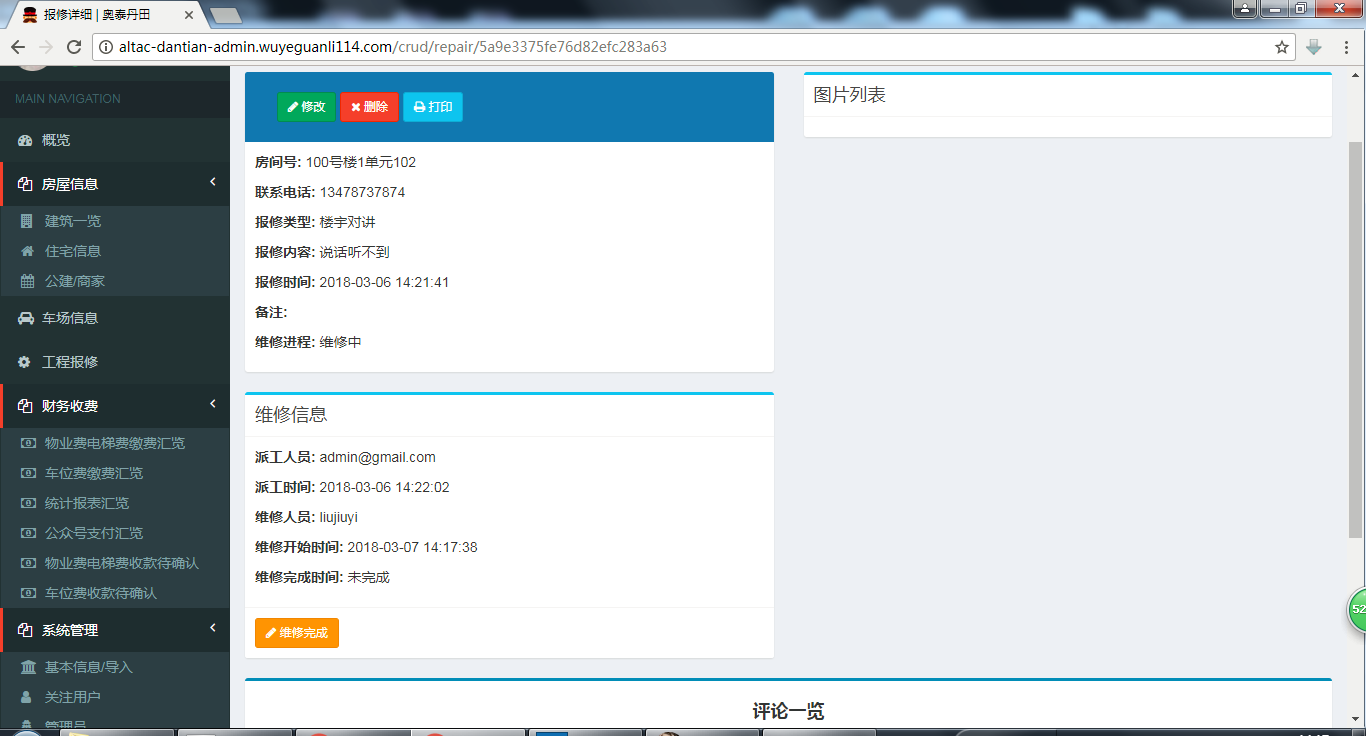 报修详细 | 奥泰丹田
altac-dantian-admin.wuyeguanli114.com/crud/repair/5a9e3375fe76d82efc283a63
MAIN NAVIGATION
概览
房屋信息
建筑一览
住宅信息
公建/商家
车场信息
工程报修
财务收费
物业费电梯费缴费汇览
车位费缴费汇览
统计报表汇览
公众号支付汇览
物业费电梯费收款待确认
车位费收款待确认
系统管理
基本信息/导入
关注用户
管理员
修改 删除 打印
房间号: 100号楼1单元102
联系电话: 13478737874
报修类型: 楼宇对讲
报修内容: 说话听不到
报修时间: 2018-03-06 14:21:41
备注:
维修进程: 维修中
维修信息
派工人员: admin@gmail.com
派工时间: 2018-03-06 14:22:02
维修人员: liujiuyi
维修开始时间: 2018-03-07 14:17:38
维修完成时间: 未完成
维修完成
图片列表
评论一览
52